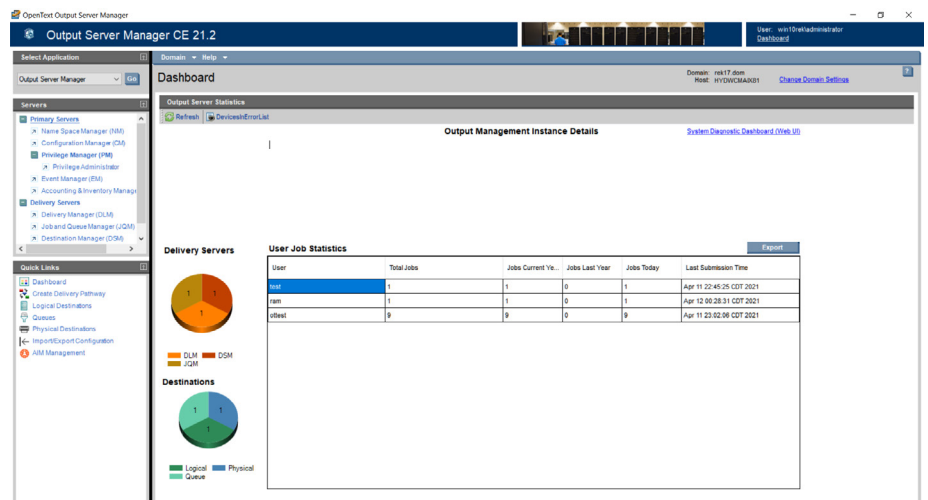 OpenText Output Server Manager
Output Server Manager CE 21.2
User: win10rek\administrator
Dashboard
Select Application
Domain Help
Output Server Manager Go
Dashboard
Domain: rek17.dom
Host: HYDWCMAIXB1
Change Domain Settings
?
Servers
Output Server Statistics
Primary Servers
Refresh DevicesInErrorList
Name Space Manager (NM)
Output Management Instance Details
System Diagnostic Dashboard (Web UI)
Configuration Manager (CM)
Privilege Manager (PM)
Privilege Administrator
Event Manager (EM)
Accounting & Inventory Manage
Delivery Servers
Delivery Manager (DLM)
Job and Queue Manager (JQM)
Destination Manager (DSM)
Quick Links
Dashboard
Create Delivery Pathway
Logical Destinations
Queues
Physical Destinations
Import/Export Configuration
AIM Management
Delivery Servers
1 1
1
DLM DSM
JQM
Destinations
1 1
1
Logical Physical
Queue
User Job Statistics
Export
User Total Jobs Jobs Current Ye... Jobs Last Year Jobs Today Last Submission Time
test 1 1 0 1 Apr 11 22:45:25 CDT 2021
ram 1 1 0 1 Apr 12 00:28:31 CDT 2021
ottest 9 9 0 9 Apr 11 23:02:06 CDT 2021